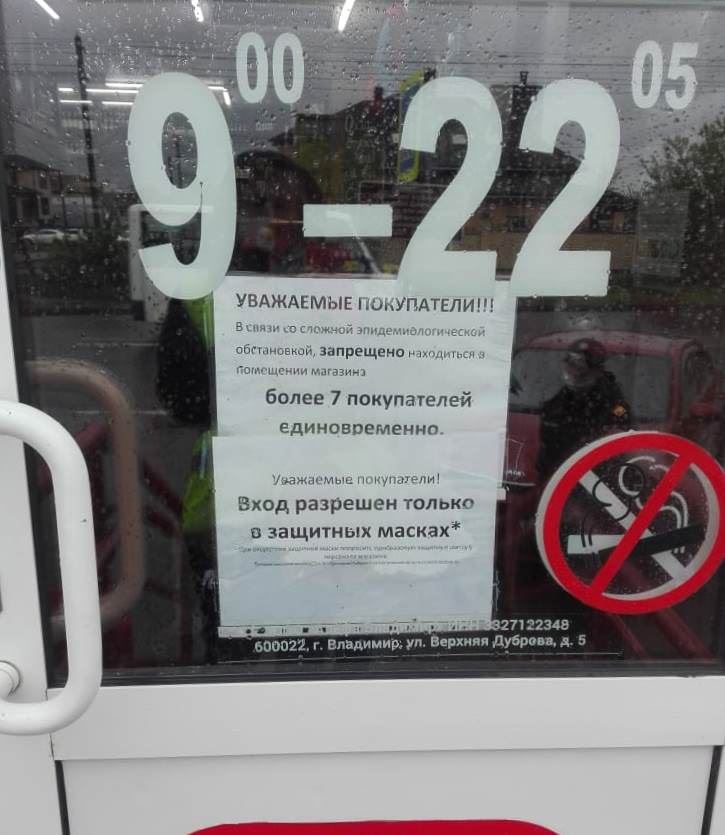 9 00 – 22 05
УВАЖАЕМЫЕ ПОКУПАТЕЛИ!!!
В связи со сложной эпидемиологической
обстановкой, запрещено находиться в
помещении магазина
более 7 покупателей
единовременно.
Уважаемые покупатели!
Вход разрешен только
в защитных масках*
ИНН 3327122348
600022, г. Владимир, ул. Верхняя Дуброва, д. 5